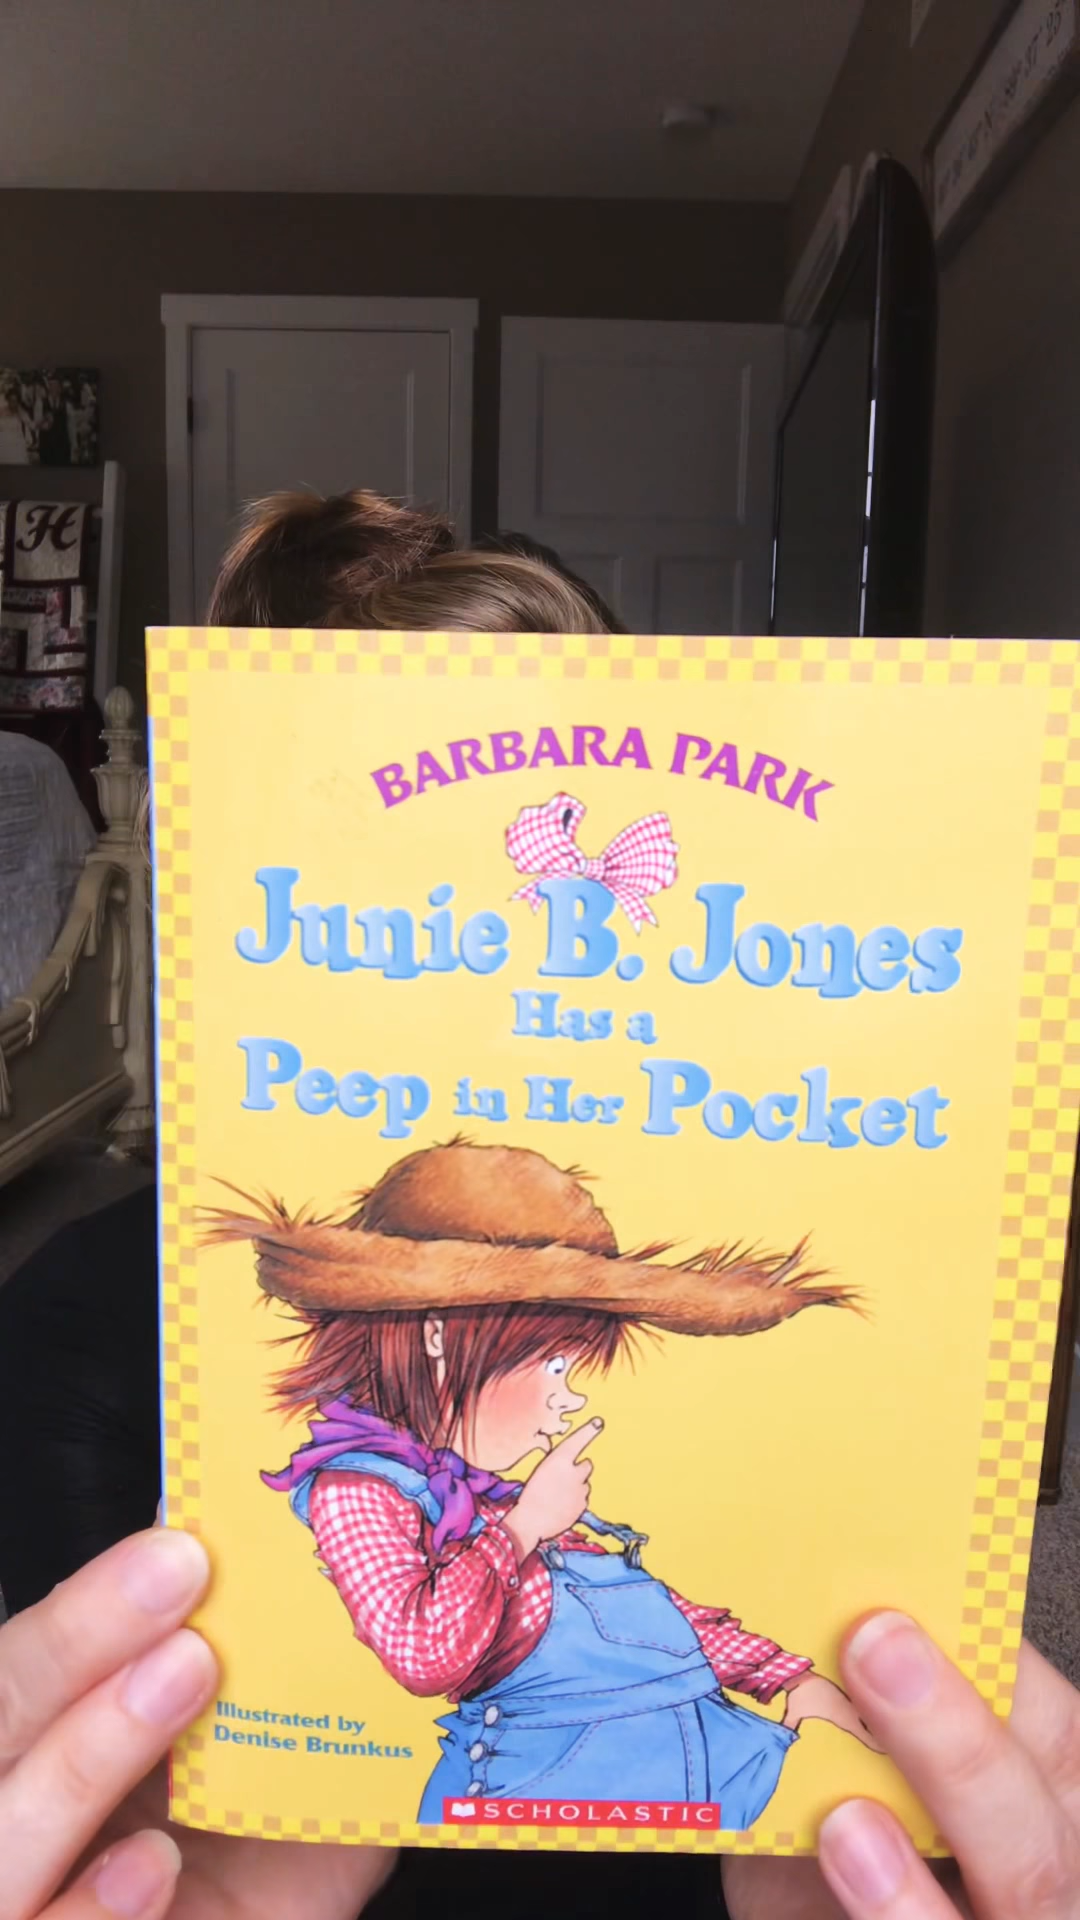 H
BARBARA PARK
Junie B. Jones
Has a
Peep in Her Pocket
Illustrated by
Denise Brunkus
SCHOLASTIC